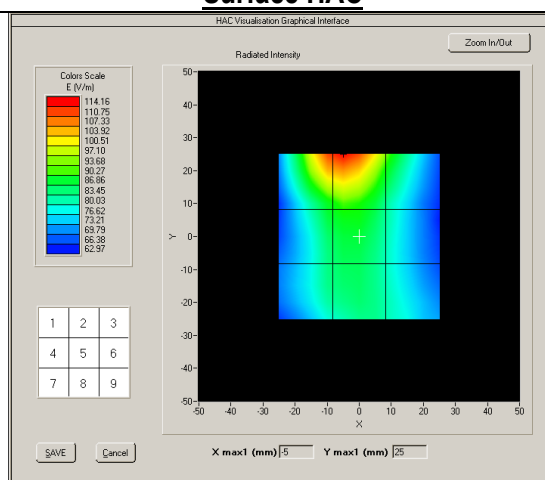 Surface HAC
HAC Visualisation Graphical Interface
Zoom In/Out
Radiated Intensity
Colors Scale
E (V/m)
114.16
110.75
107.33
103.92
100.51
97.10
93.68
90.27
86.86
83.45
80.03
76.62
73.21
69.79
66.38
62.97
50-
40-
30-
20-
10-
0-
-10-
-20-
-30-
-40-
-50-
Y
-50 -40 -30 -20 -10 0 10 20 30 40 50
X
1 2 3
4 5 6
7 8 9
SAVE Cancel
X max1 (mm) -5 Y max1 (mm) 25